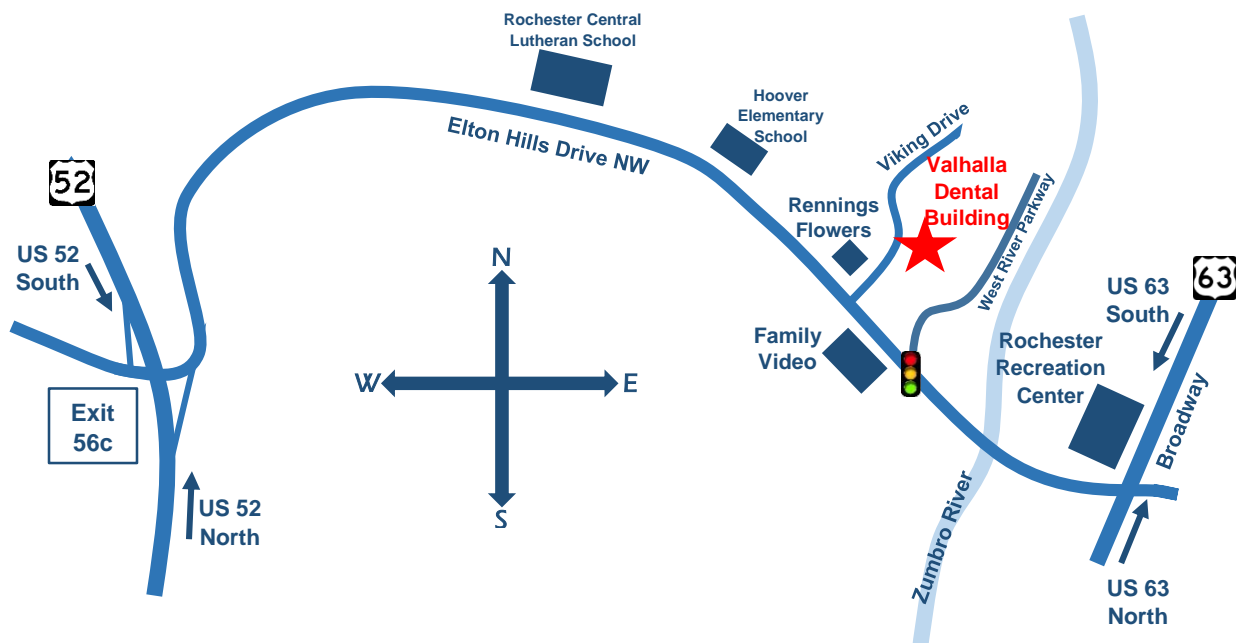 Rochester Central
Lutheran School
Hoover
Elementary
School
Elton Hills Drive NW
Viking Drive
Valhalla
Dental
Building
52
Rennings
Flowers
West River Parkway
US 52
South
N
63
US 63
South
Family
Video
Rochester
Recreation
Center
W
E
Exit
56c
Broadway
US 52
North
S
Zumbro River
US 63
North